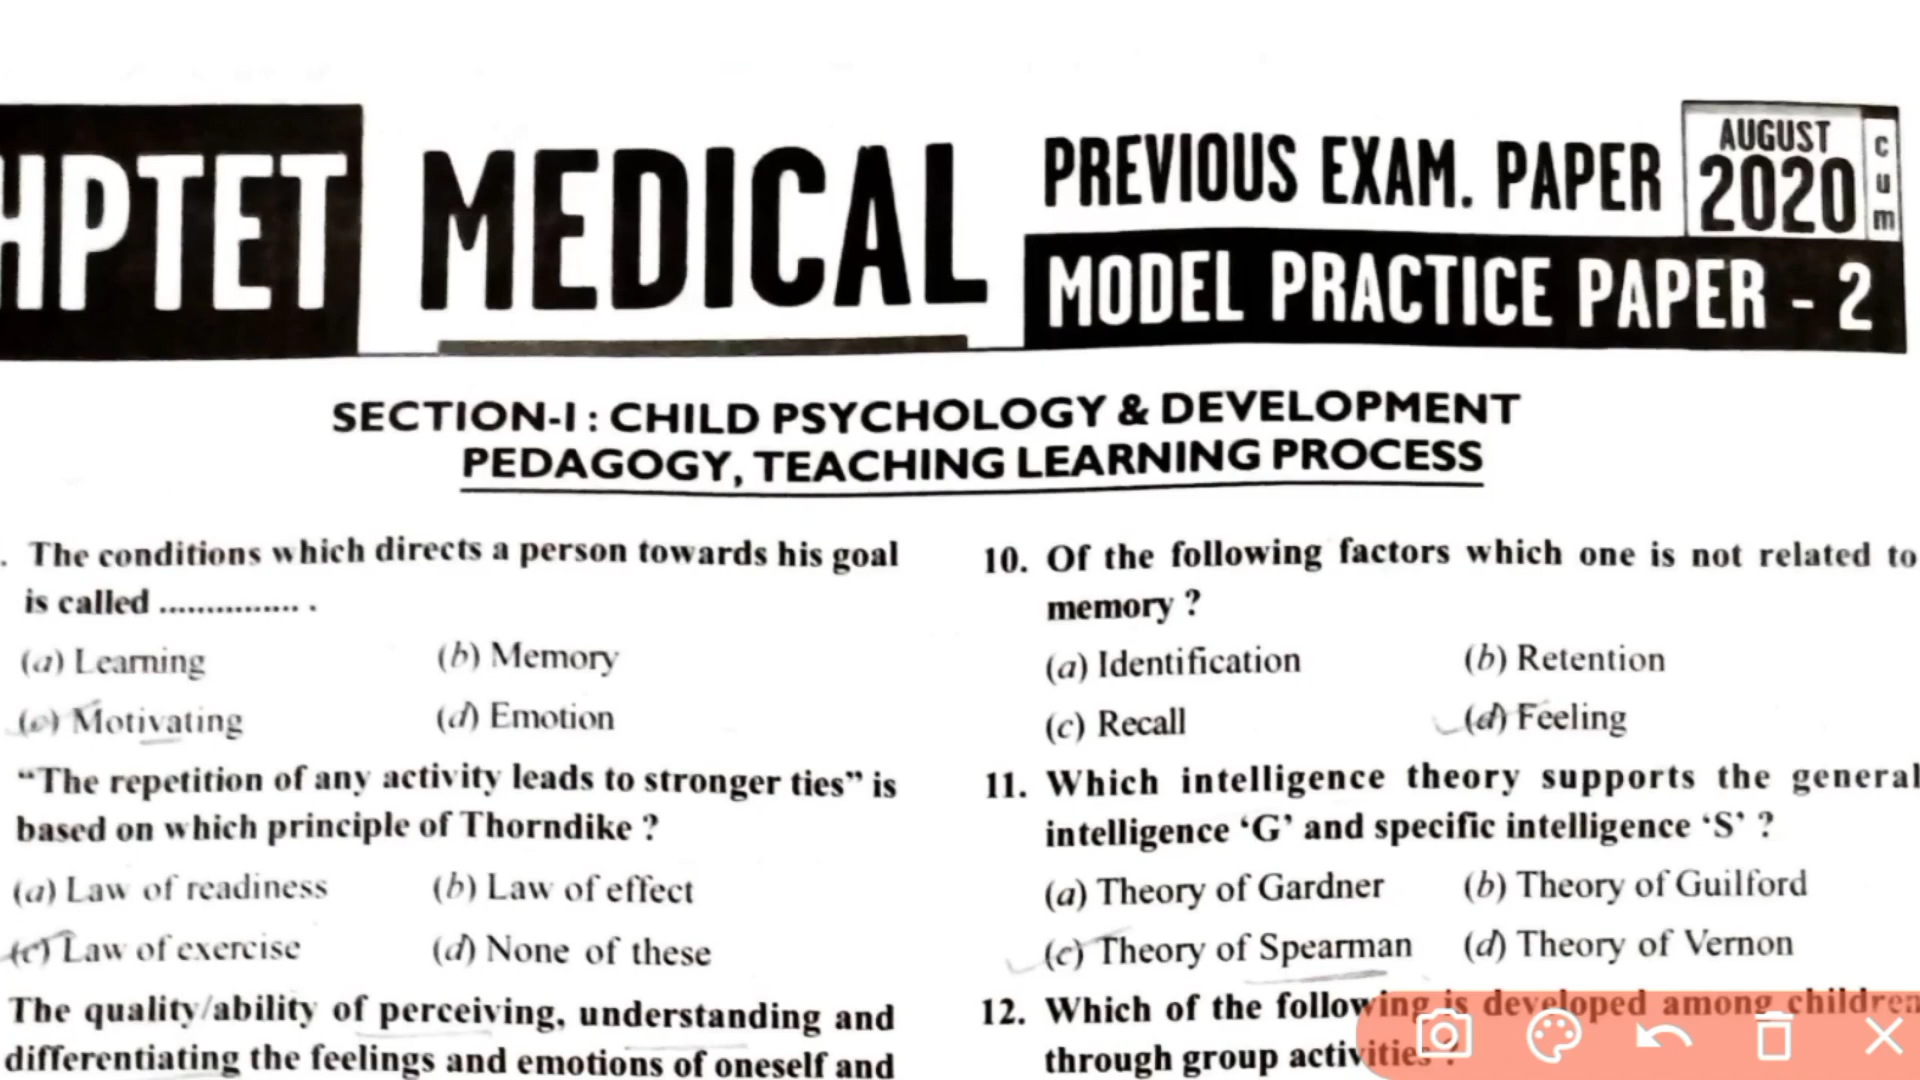 HPTET MEDICAL PREVIOUS EXAM. PAPER AUGUST 2020 cum
MODEL PRACTICE PAPER - 2
SECTION-I : CHILD PSYCHOLOGY & DEVELOPMENT
PEDAGOGY, TEACHING LEARNING PROCESS
. The conditions which directs a person towards his goal
is called ............... .
(a) Learning (b) Memory
(c) Motivating (d) Emotion
“The repetition of any activity leads to stronger ties” is
based on which principle of Thorndike ?
(a) Law of readiness (b) Law of effect
(c) Law of exercise (d) None of these
The quality/ability of perceiving, understanding and
differentiating the feelings and emotions of oneself and
10. Of the following factors which one is not related to
memory ?
(a) Identification (b) Retention
(c) Recall (d) Feeling
11. Which intelligence theory supports the general
intelligence ‘G’ and specific intelligence ‘S’ ?
(a) Theory of Gardner (b) Theory of Guilford
(c) Theory of Spearman (d) Theory of Vernon
12. Which of the following is developed among children
through group activities ?